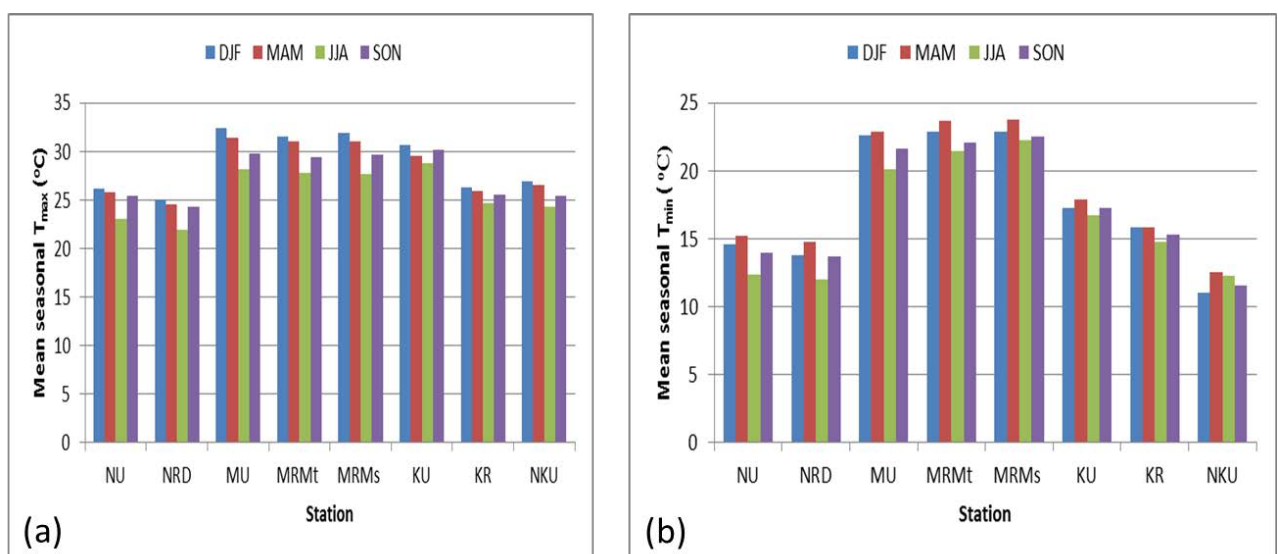 DJF MAM JJA SON
35
30
25
20
15
10
5
0
Mean seasonal Tmax (°C)
NU NRD MU MRMt MRMs KU KR NKU
Station
(a)
DJF MAM JJA SON
25
20
15
10
5
0
Mean seasonal Tmin ( °C)
NU NRD MU MRMt MRMs KU KR NKU
Station
(b)